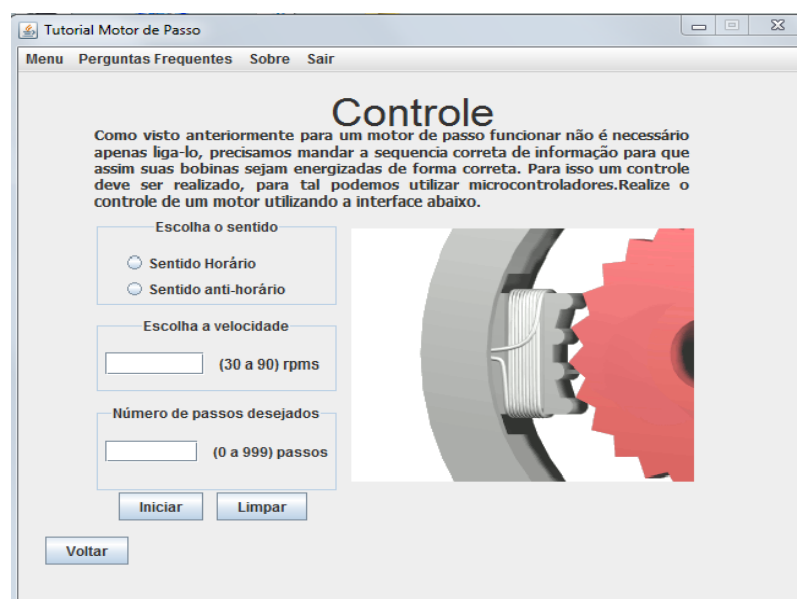 Tutorial Motor de Passo
Menu Perguntas Frequentes Sobre Sair
Controle
Como visto anteriormente para um motor de passo funcionar não é necessário
apenas liga-lo, precisamos mandar a sequencia correta de informação para que
assim suas bobinas sejam energizadas de forma correta. Para isso um controle
deve ser realizado, para tal podemos utilizar microcontroladores.Realize o
controle de um motor utilizando a interface abaixo.
Escolha o sentido
Sentido Horário
Sentido anti-horário
Escolha a velocidade
(30 a 90) rpms
Número de passos desejados
(0 a 999) passos
Iniciar Limpar
Voltar